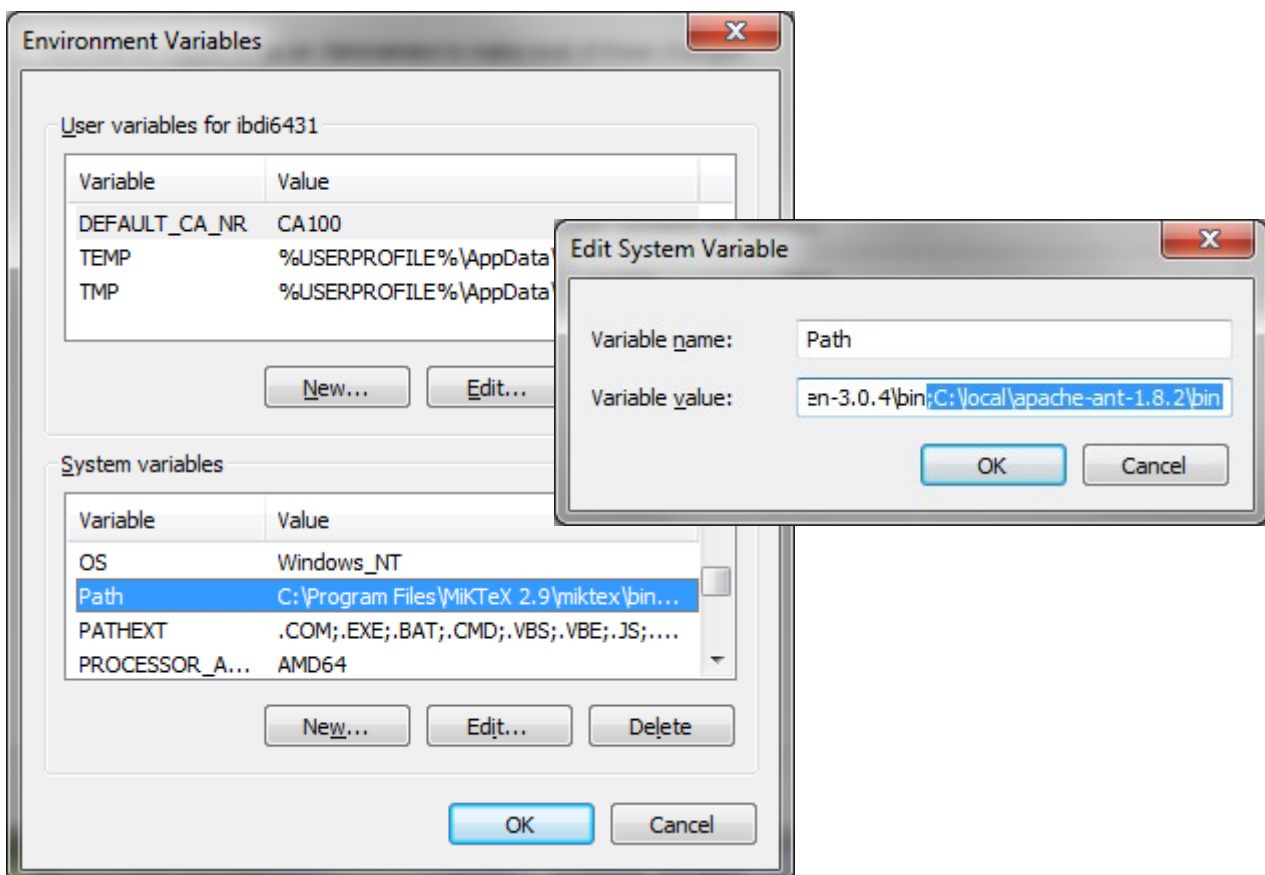 Environment Variables
User variables for ibdi6431
Variable Value
DEFAULT_CA_NR CA100
TEMP %USERPROFILE%\AppData\
TMP %USERPROFILE%\AppData\
New... Edit...
System variables
Variable Value
OS Windows_NT
Path C:\Program Files\MiKTeX 2.9\miktex\bin...
PATHEXT .COM;.EXE;.BAT;.CMD;.VBS;.VBE;.JS;....
PROCESSOR_A... AMD64
New... Edit... Delete
OK Cancel
Edit System Variable
Variable name: Path
Variable value: en-3.0.4\bin;C:\local\apache-ant-1.8.2\bin
OK Cancel